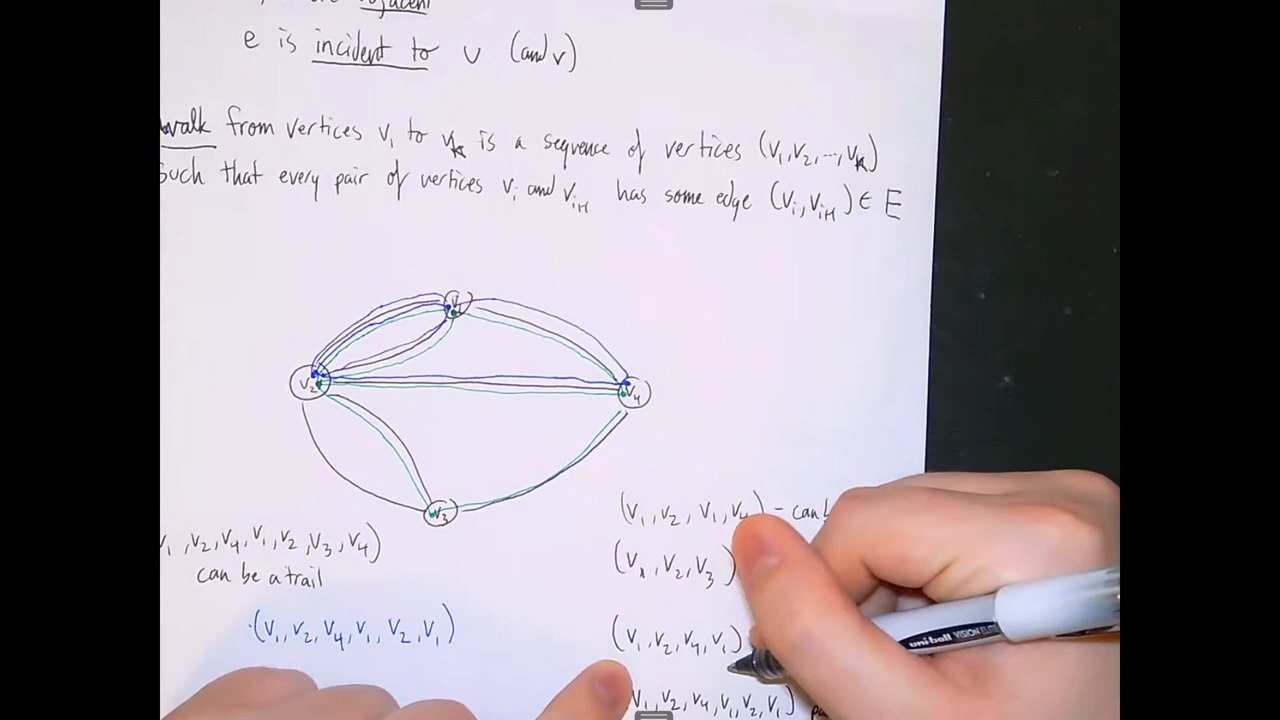 adjacent
e is incident to u (and v)
walk from vertices v₁ to vₖ is a sequence of vertices (v₁, v₂, ..., vₖ)
Such that every pair of vertices vᵢ and vᵢ₊₁ has some edge (vᵢ, vᵢ₊₁) ∈ E
v₁
v₂
v₄
v₃
(v₁, v₂, v₁, v₄) - can b
v₁, v₂, v₄, v₁, v₂, v₃, v₄)
(v₁, v₂, v₃)
can be a trail
(v₁, v₂, v₄, v₁, v₂, v₁)
(v₁, v₂, v₄, v₁)
uni-ball VISION ELITE
v₁, v₂, v₄, v₁, v₂, v₁)